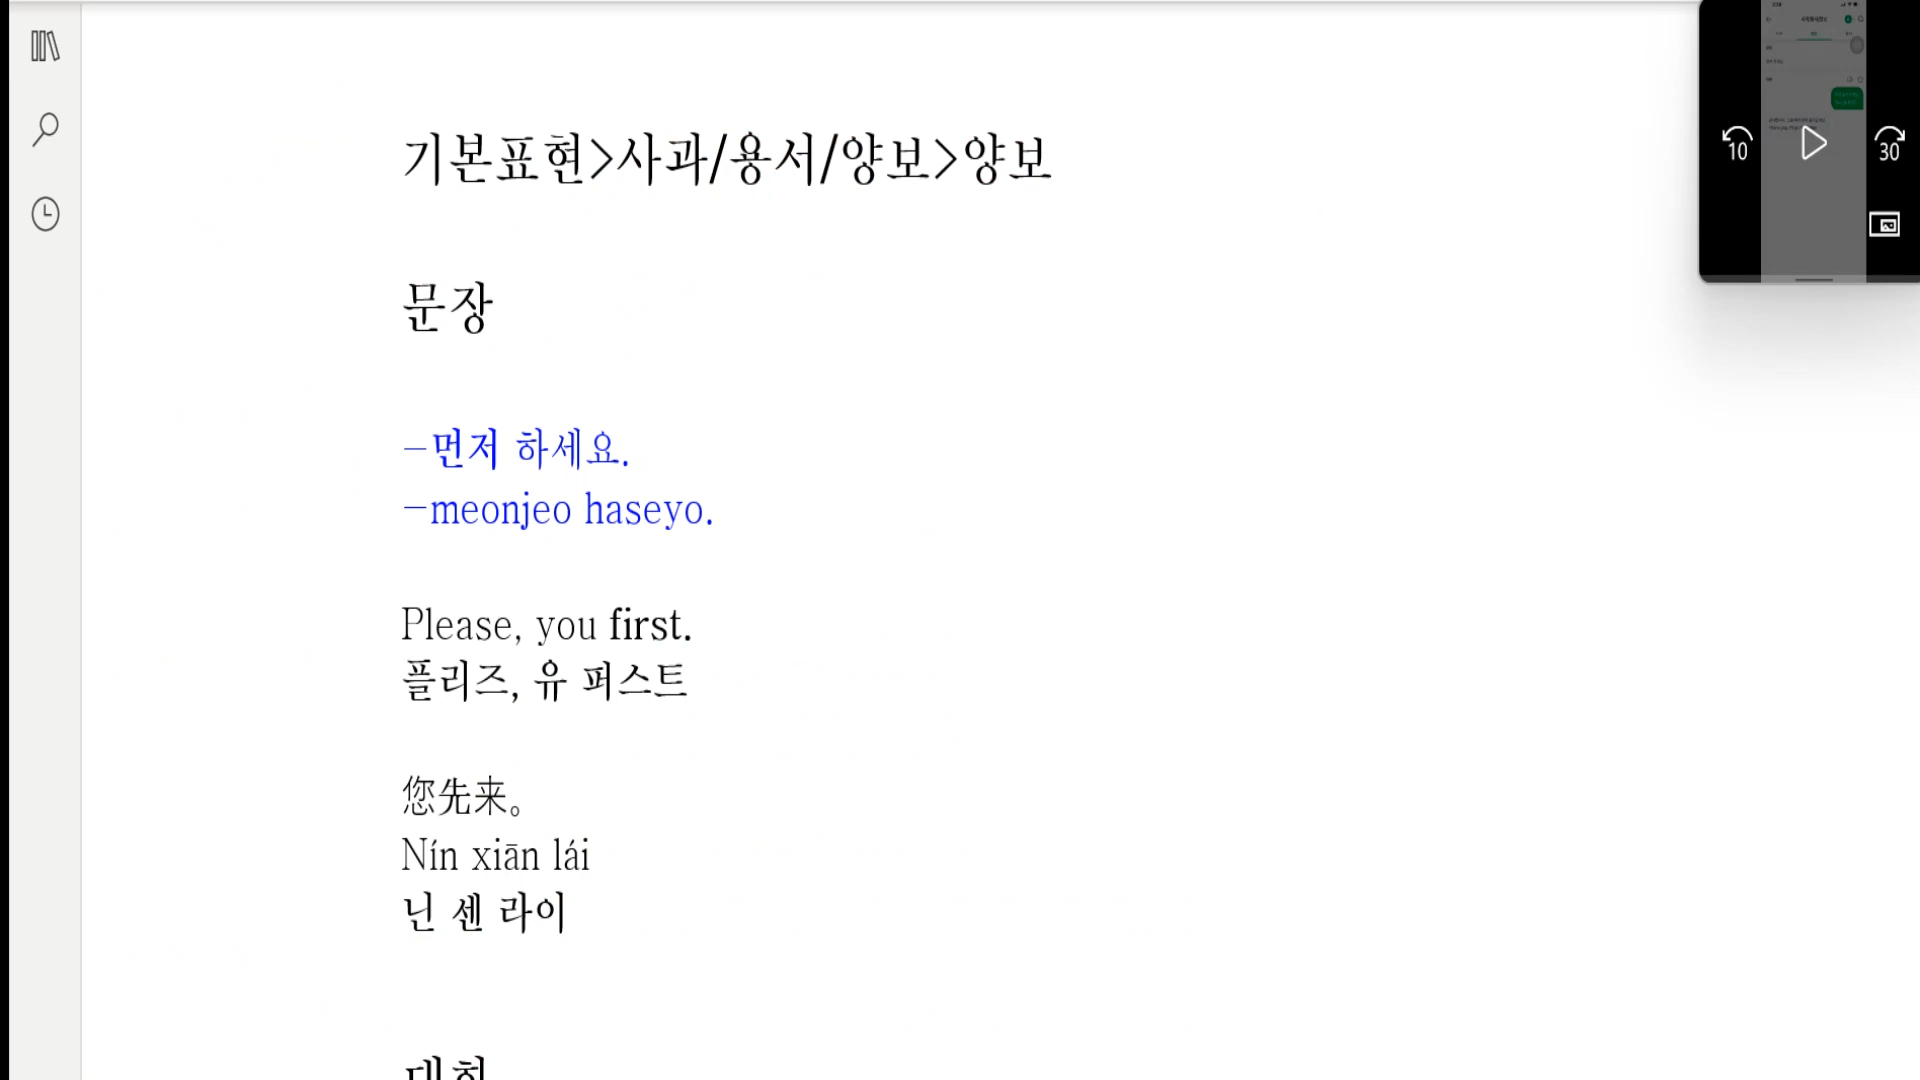 기본표현>사과/용서/양보>양보
문장
-먼저 하세요.
-meonjeo haseyo.
Please, you first.
플리즈, 유 퍼스트
您先来。
Nín xiān lái
닌 센 라이
10
30